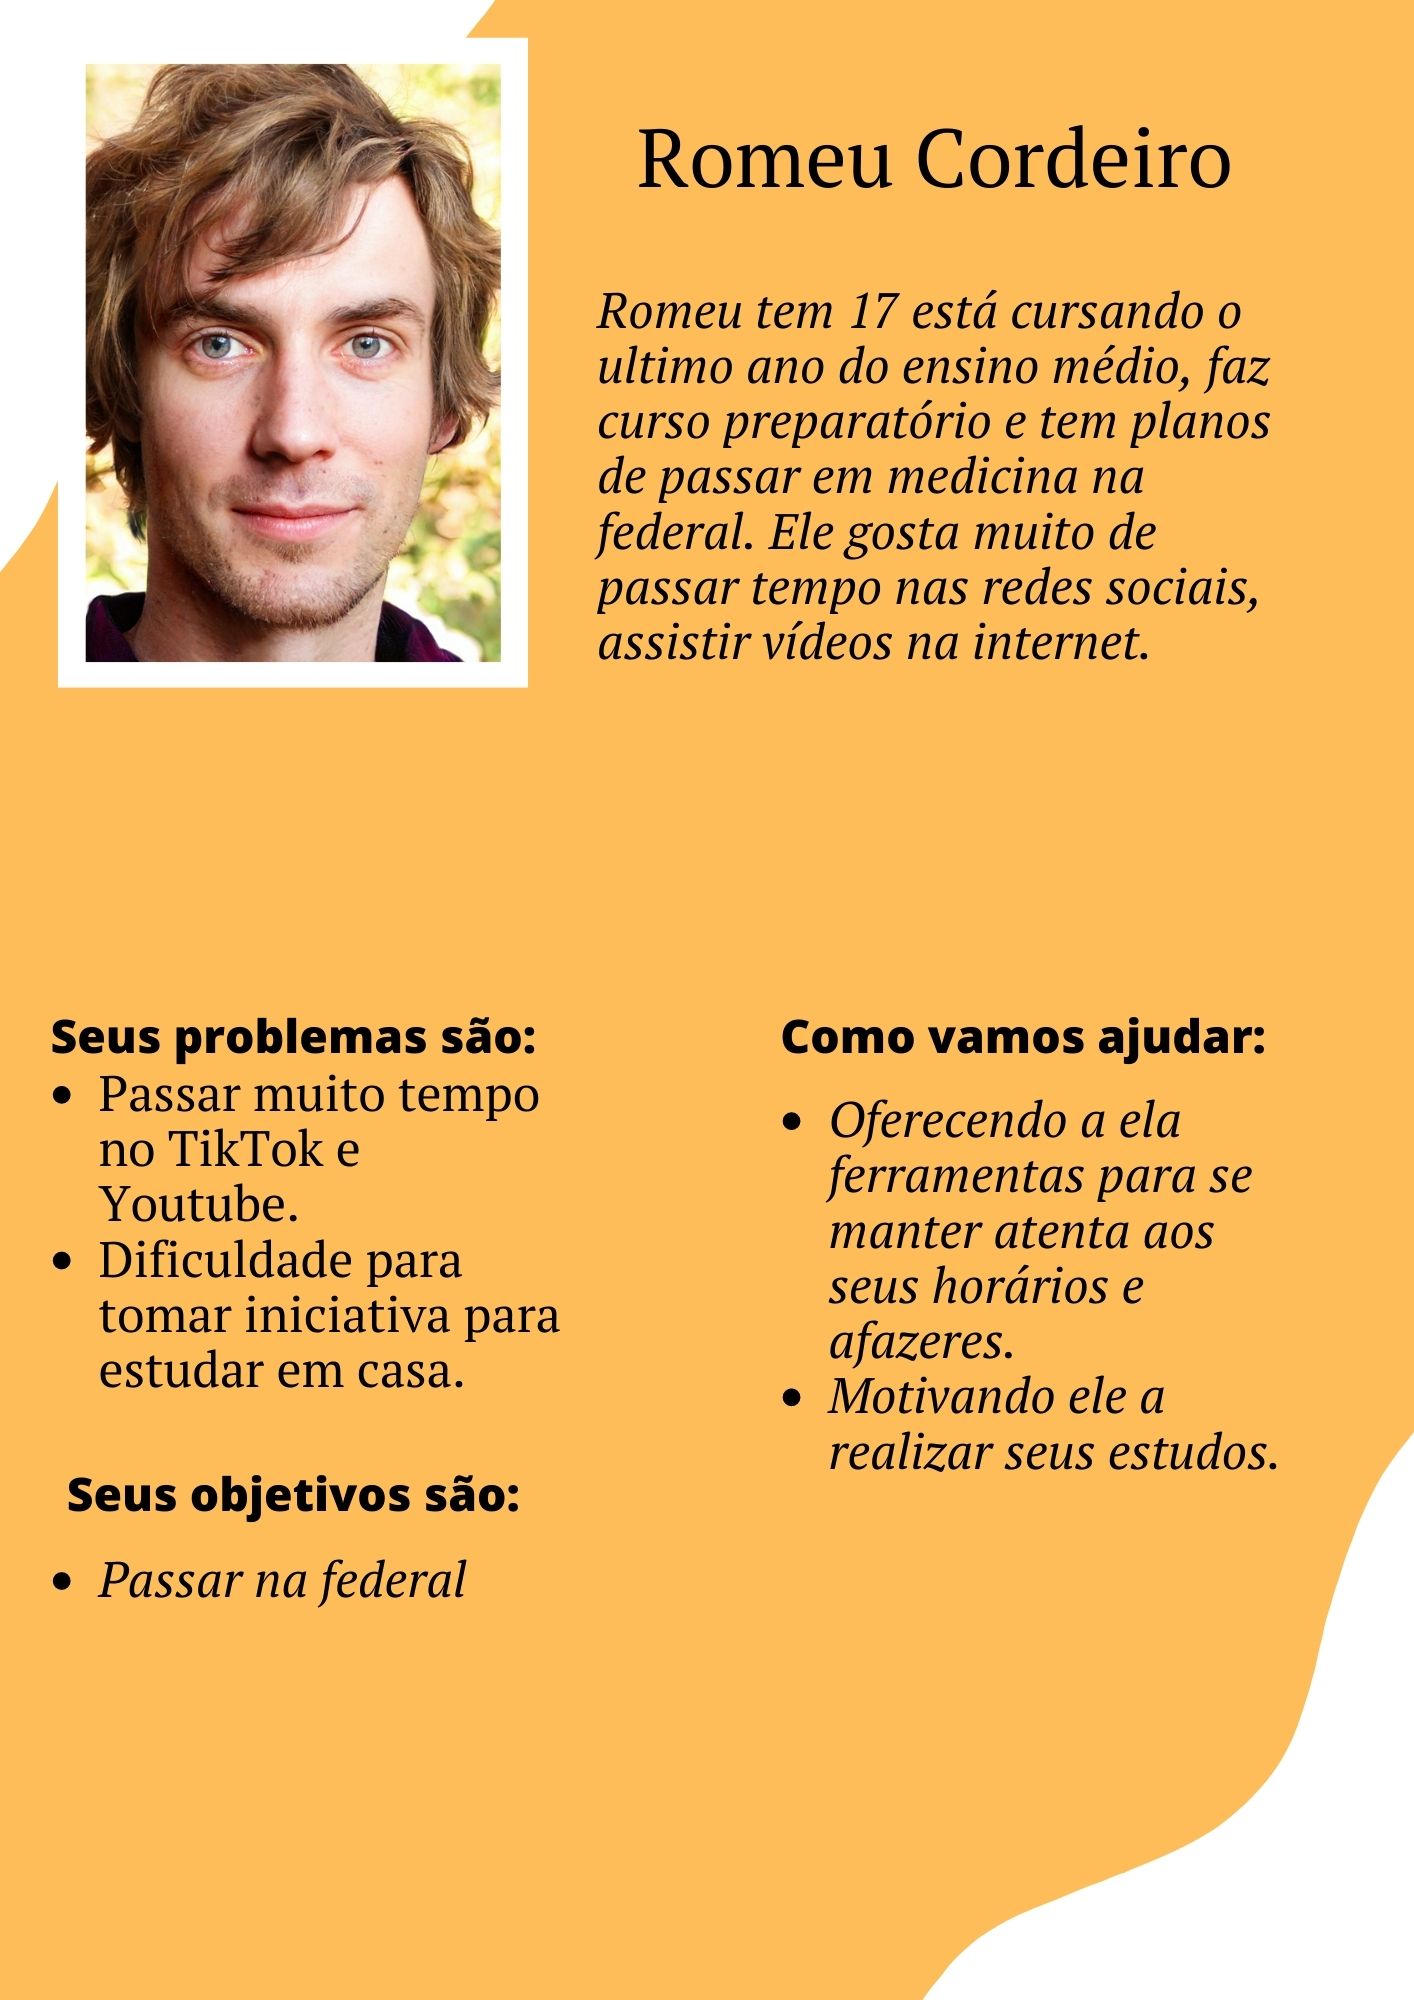 Romeu Cordeiro
Romeu tem 17 está cursando o
ultimo ano do ensino médio, faz
curso preparatório e tem planos
de passar em medicina na
federal. Ele gosta muito de
passar tempo nas redes sociais,
assistir vídeos na internet.
Seus problemas são:
• Passar muito tempo
no TikTok e
Youtube.
• Dificuldade para
tomar iniciativa para
estudar em casa.
Seus objetivos são:
• Passar na federal
Como vamos ajudar:
• Oferecendo a ela
ferramentas para se
manter atenta aos
seus horários e
afazeres.
• Motivando ele a
realizar seus estudos.